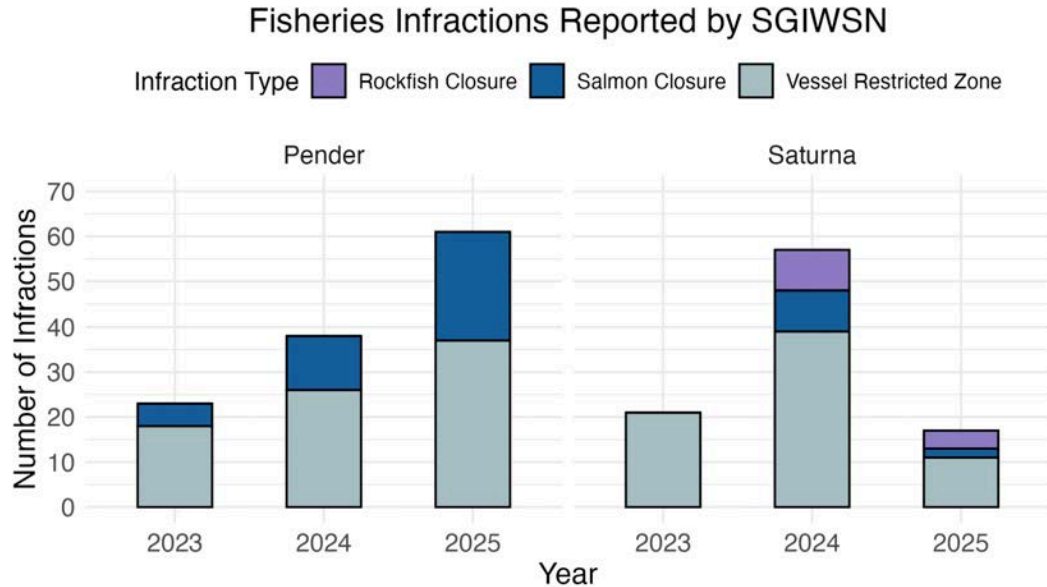 Fisheries Infractions Reported by SGIWSN
Infraction Type Rockfish Closure Salmon Closure Vessel Restricted Zone
Pender Saturna
Number of Infractions
70
60
50
40
30
20
10
0
2023 2024 2025 2023 2024 2025
Year